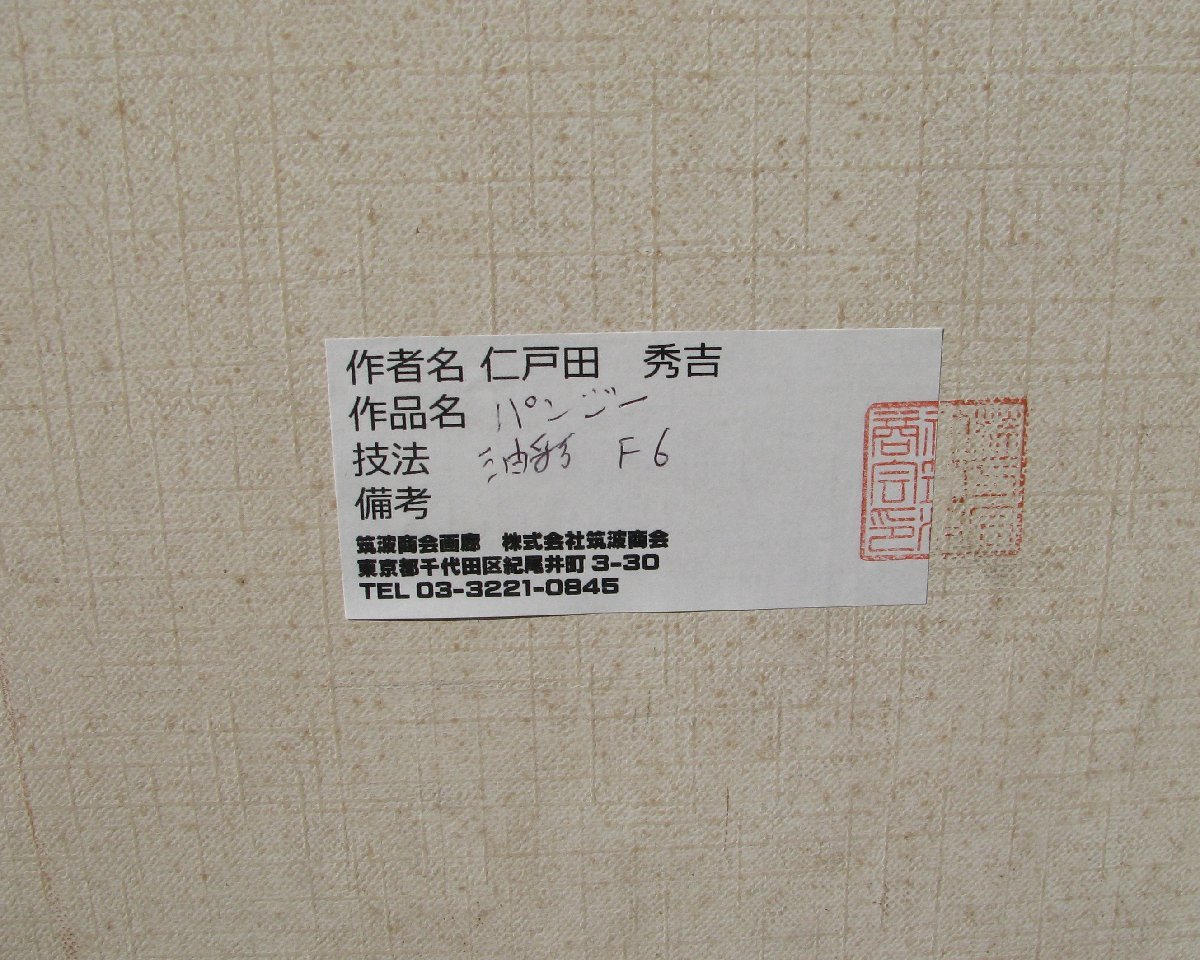 作者名 仁戸田　秀吉
作品名 パンジー
技法 油彩 F6
備考
筑波商会画廊　株式会社筑波商会
東京都千代田区紀尾井町 3-30
TEL 03-3221-0845